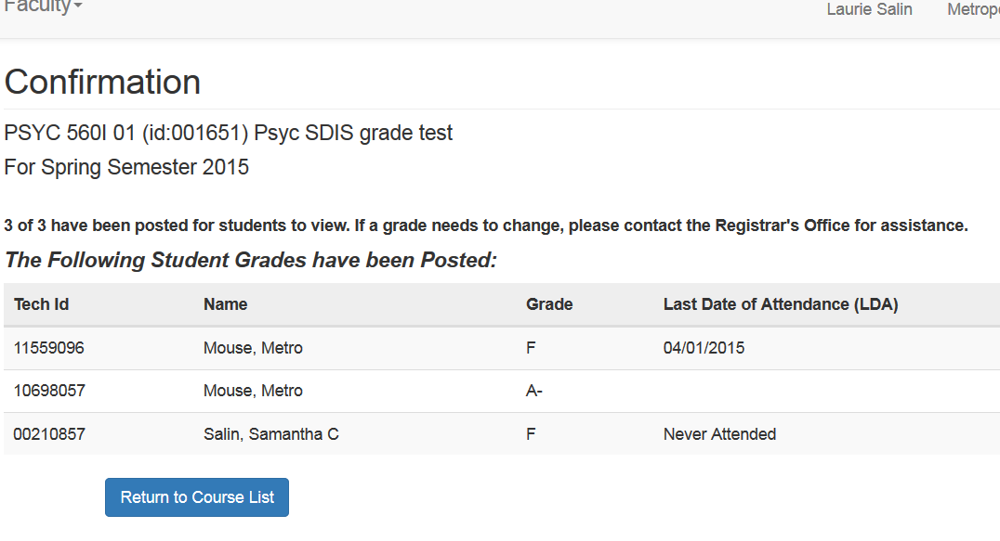 Faculty
Laurie Salin
Confirmation
PSYC 560I 01 (id:001651) Psyc SDIS grade test
For Spring Semester 2015
3 of 3 have been posted for students to view. If a grade needs to change, please contact the Registrar's Office for assistance.
The Following Student Grades have been Posted:
Tech Id Name Grade Last Date of Attendance (LDA)
11559096 Mouse, Metro F 04/01/2015
10698057 Mouse, Metro A-
00210857 Salin, Samantha C F Never Attended
Return to Course List